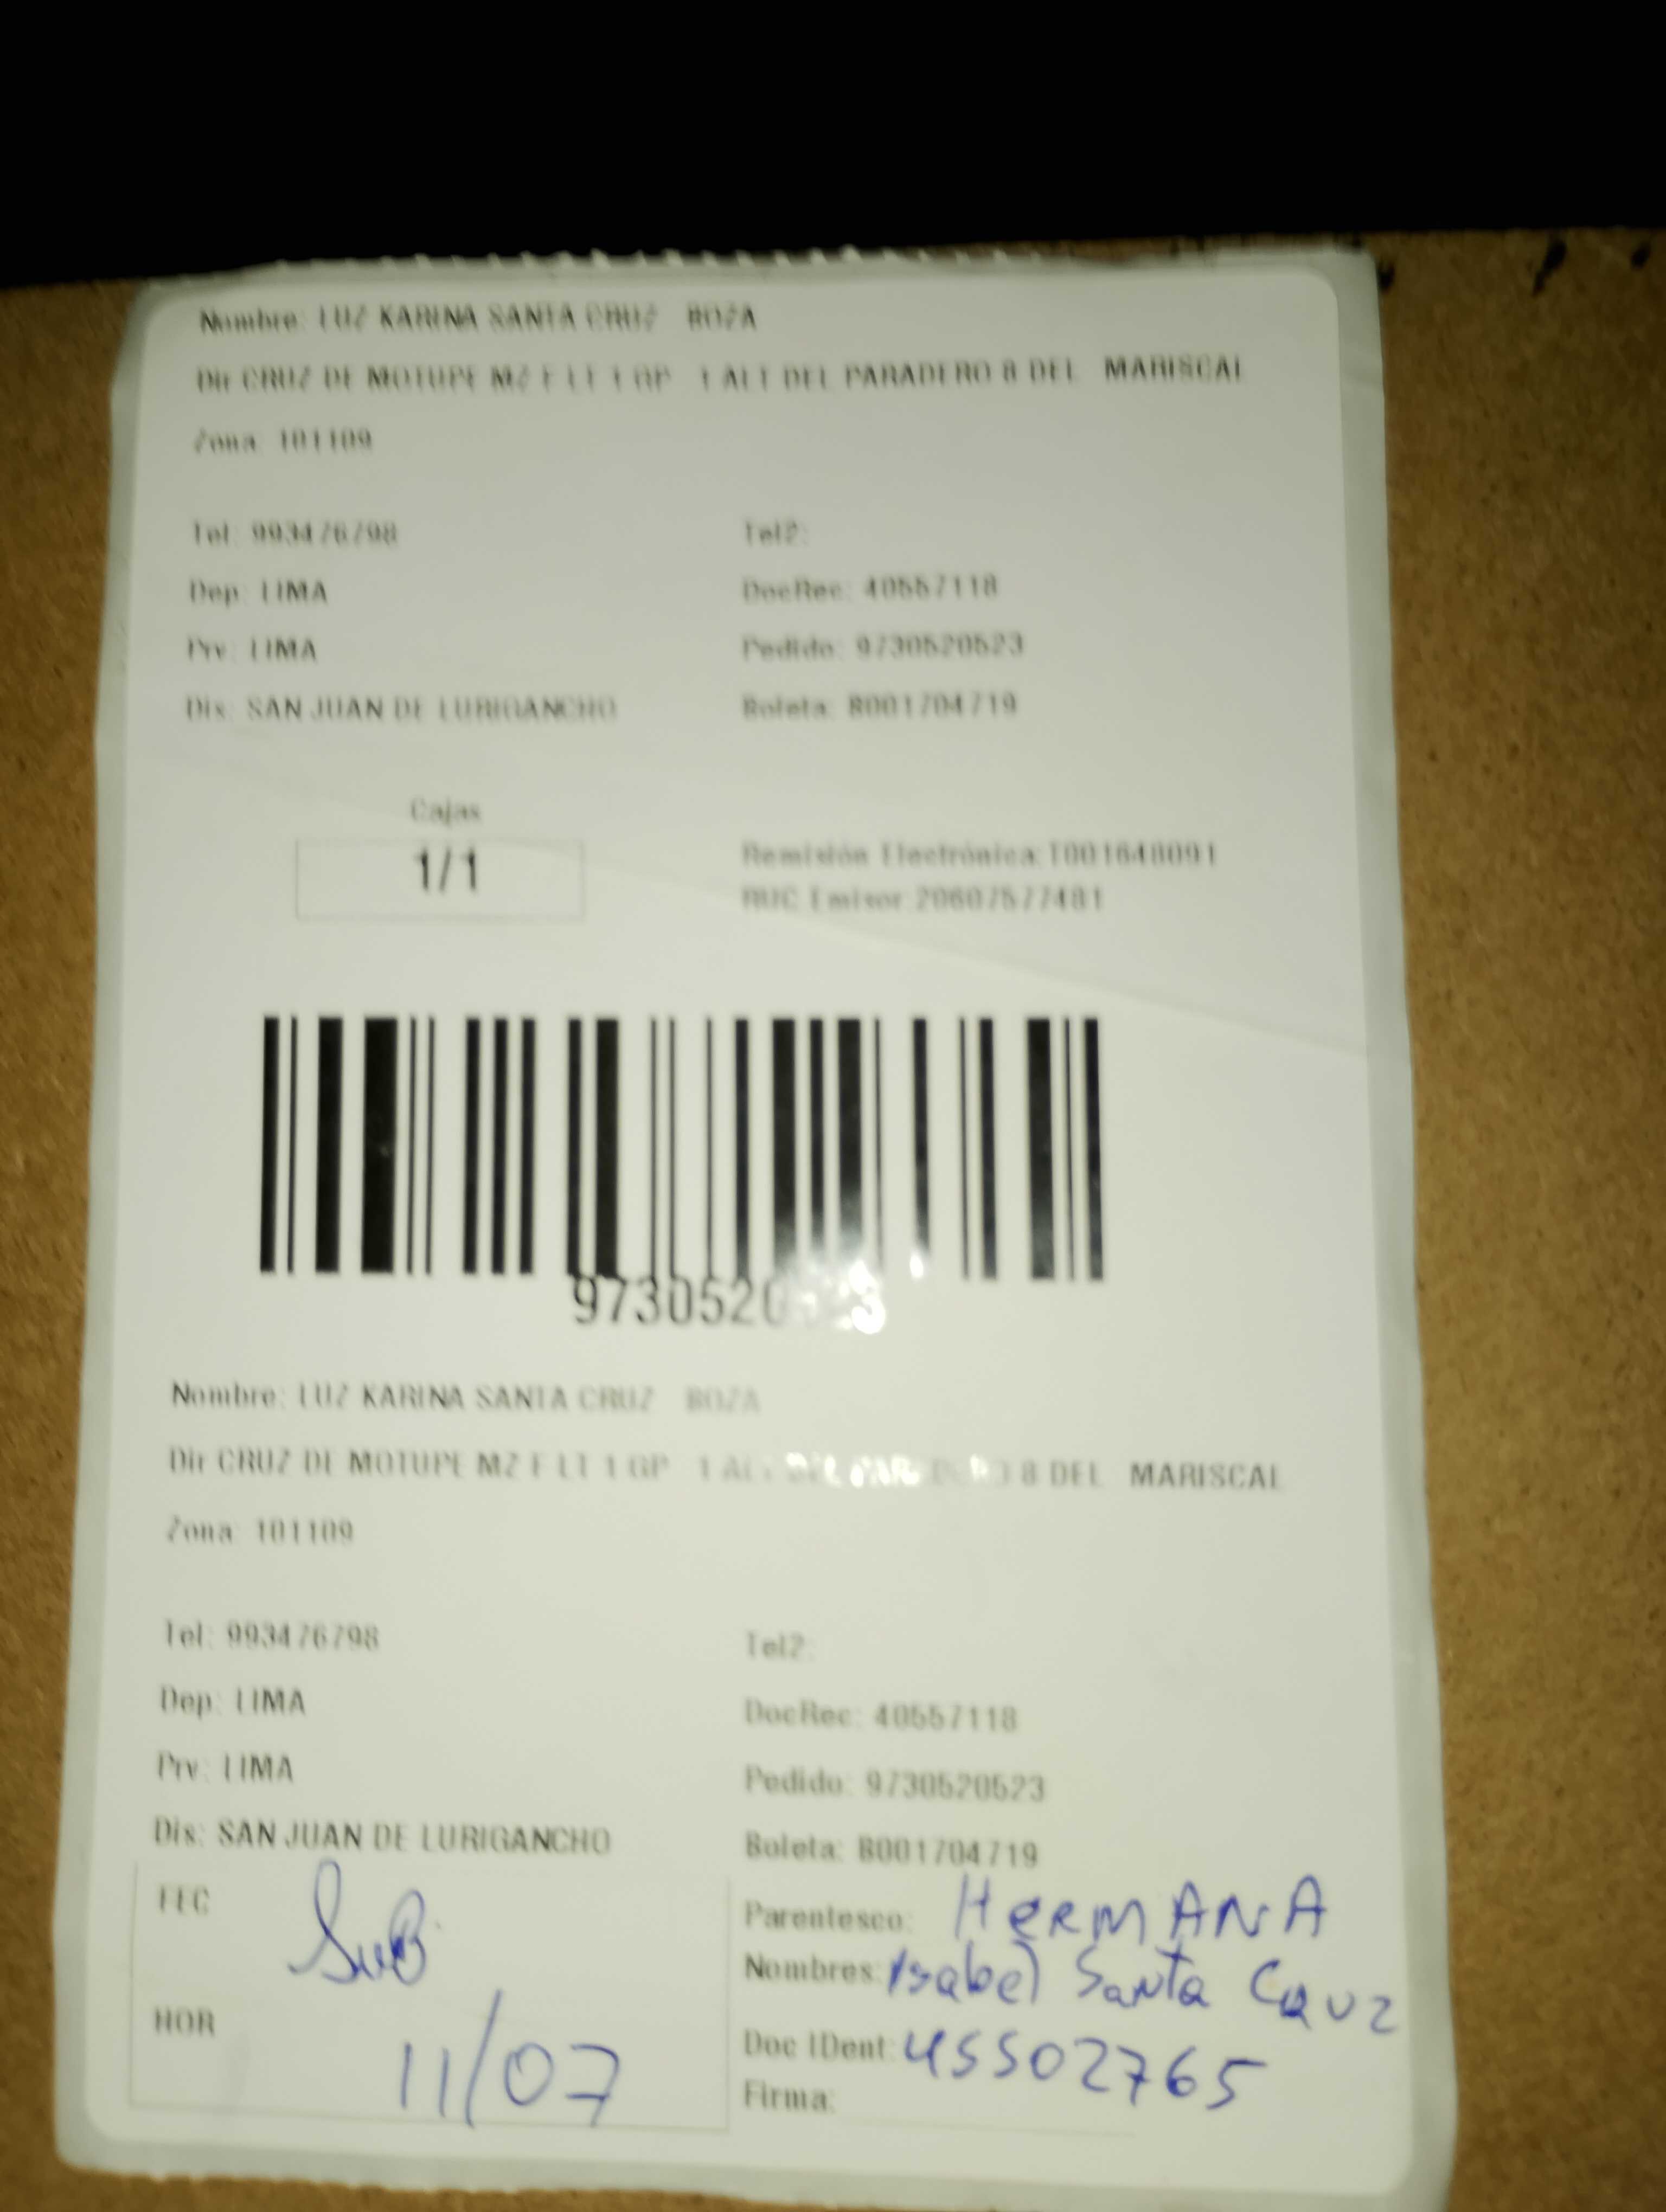 Nombre: LUZ KARINA SANTA CRUZ BOZA
Dir CRUZ DE MOTUPE MZ F LT 1 GP 1 ALT DEL PARADERO 8 DEL MARISCAL
Zona: 101109
Tel: 993476798 Tel2:
Dep: LIMA DocRec: 40557118
Prv: LIMA Pedido: 9730520523
Dis: SAN JUAN DE LURIGANCHO Boleta: B001704719
Cajas
1/1
Remisión Electrónica: T001648091
RUC Emisor: 20607577481
9730520523
Nombre: LUZ KARINA SANTA CRUZ BOZA
Dir CRUZ DE MOTUPE MZ F LT 1 GP 1 ALT DEL PARADERO 8 DEL MARISCAL
Zona: 101109
Tel: 993476798 Tel2:
Dep: LIMA DocRec: 40557118
Prv: LIMA Pedido: 9730520523
Dis: SAN JUAN DE LURIGANCHO Boleta: B001704719
FEC
HOR 11/07
Parentesco: HERMANA
Nombres: Isabel Santa Cruz
Doc IDent: 45502765
Firma: